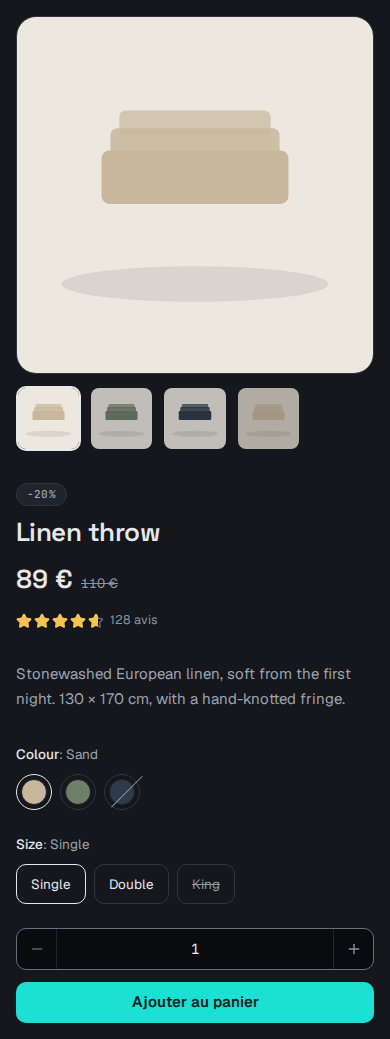 -20%
Linen throw
89 € 110 €
128 avis
Stonewashed European linen, soft from the first
night. 130 × 170 cm, with a hand-knotted fringe.
Colour: Sand
Size: Single
Single Double King
− 1 +
Ajouter au panier